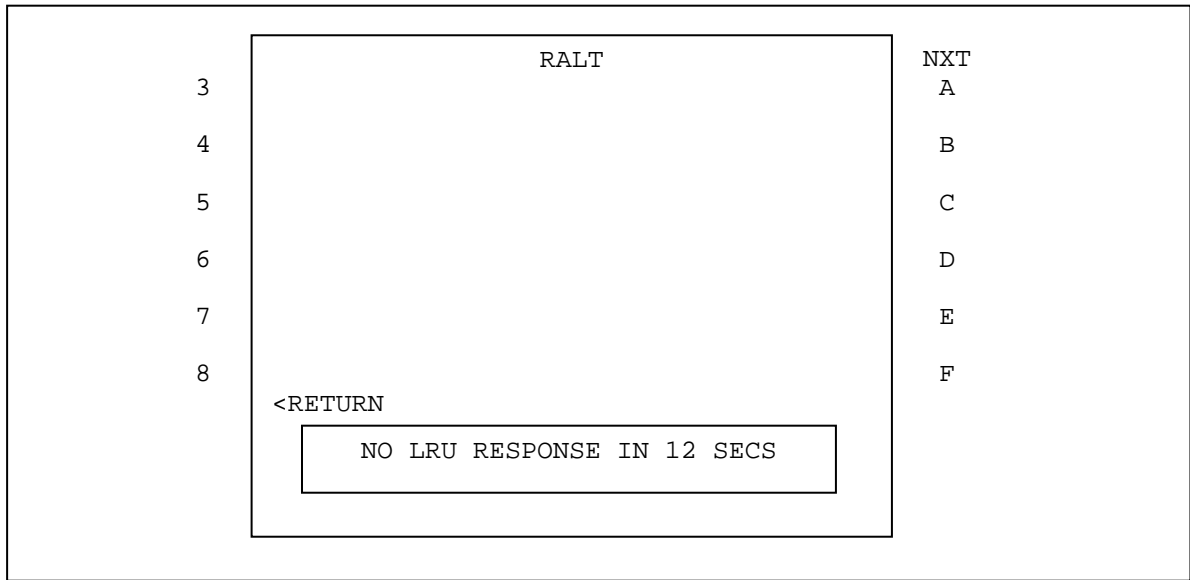 RALT NXT
3 A
4 B
5 C
6 D
7 E
8 F
<RETURN
NO LRU RESPONSE IN 12 SECS